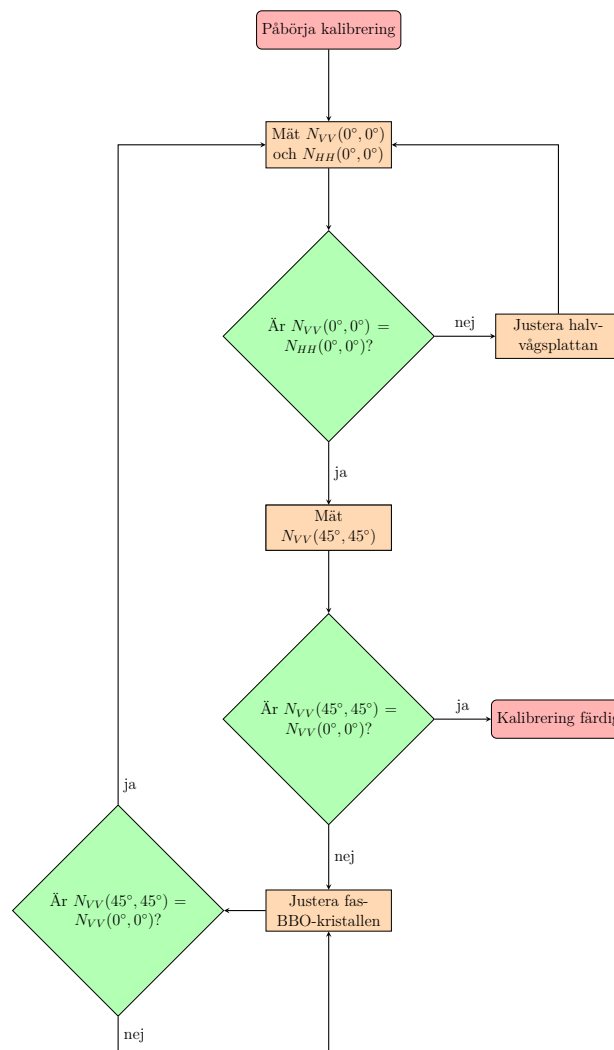 Påbörja kalibrering
Mät N_{VV}(0°, 0°)
och N_{HH}(0°, 0°)
Är N_{VV}(0°, 0°) =
N_{HH}(0°, 0°)?
nej
Justera halv-
vågsplattan
ja
Mät
N_{VV}(45°, 45°)
Är N_{VV}(45°, 45°) =
N_{VV}(0°, 0°)?
ja
Kalibrering färdig
nej
Justera fas-
BBO-kristallen
Är N_{VV}(45°, 45°) =
N_{VV}(0°, 0°)?
ja
nej